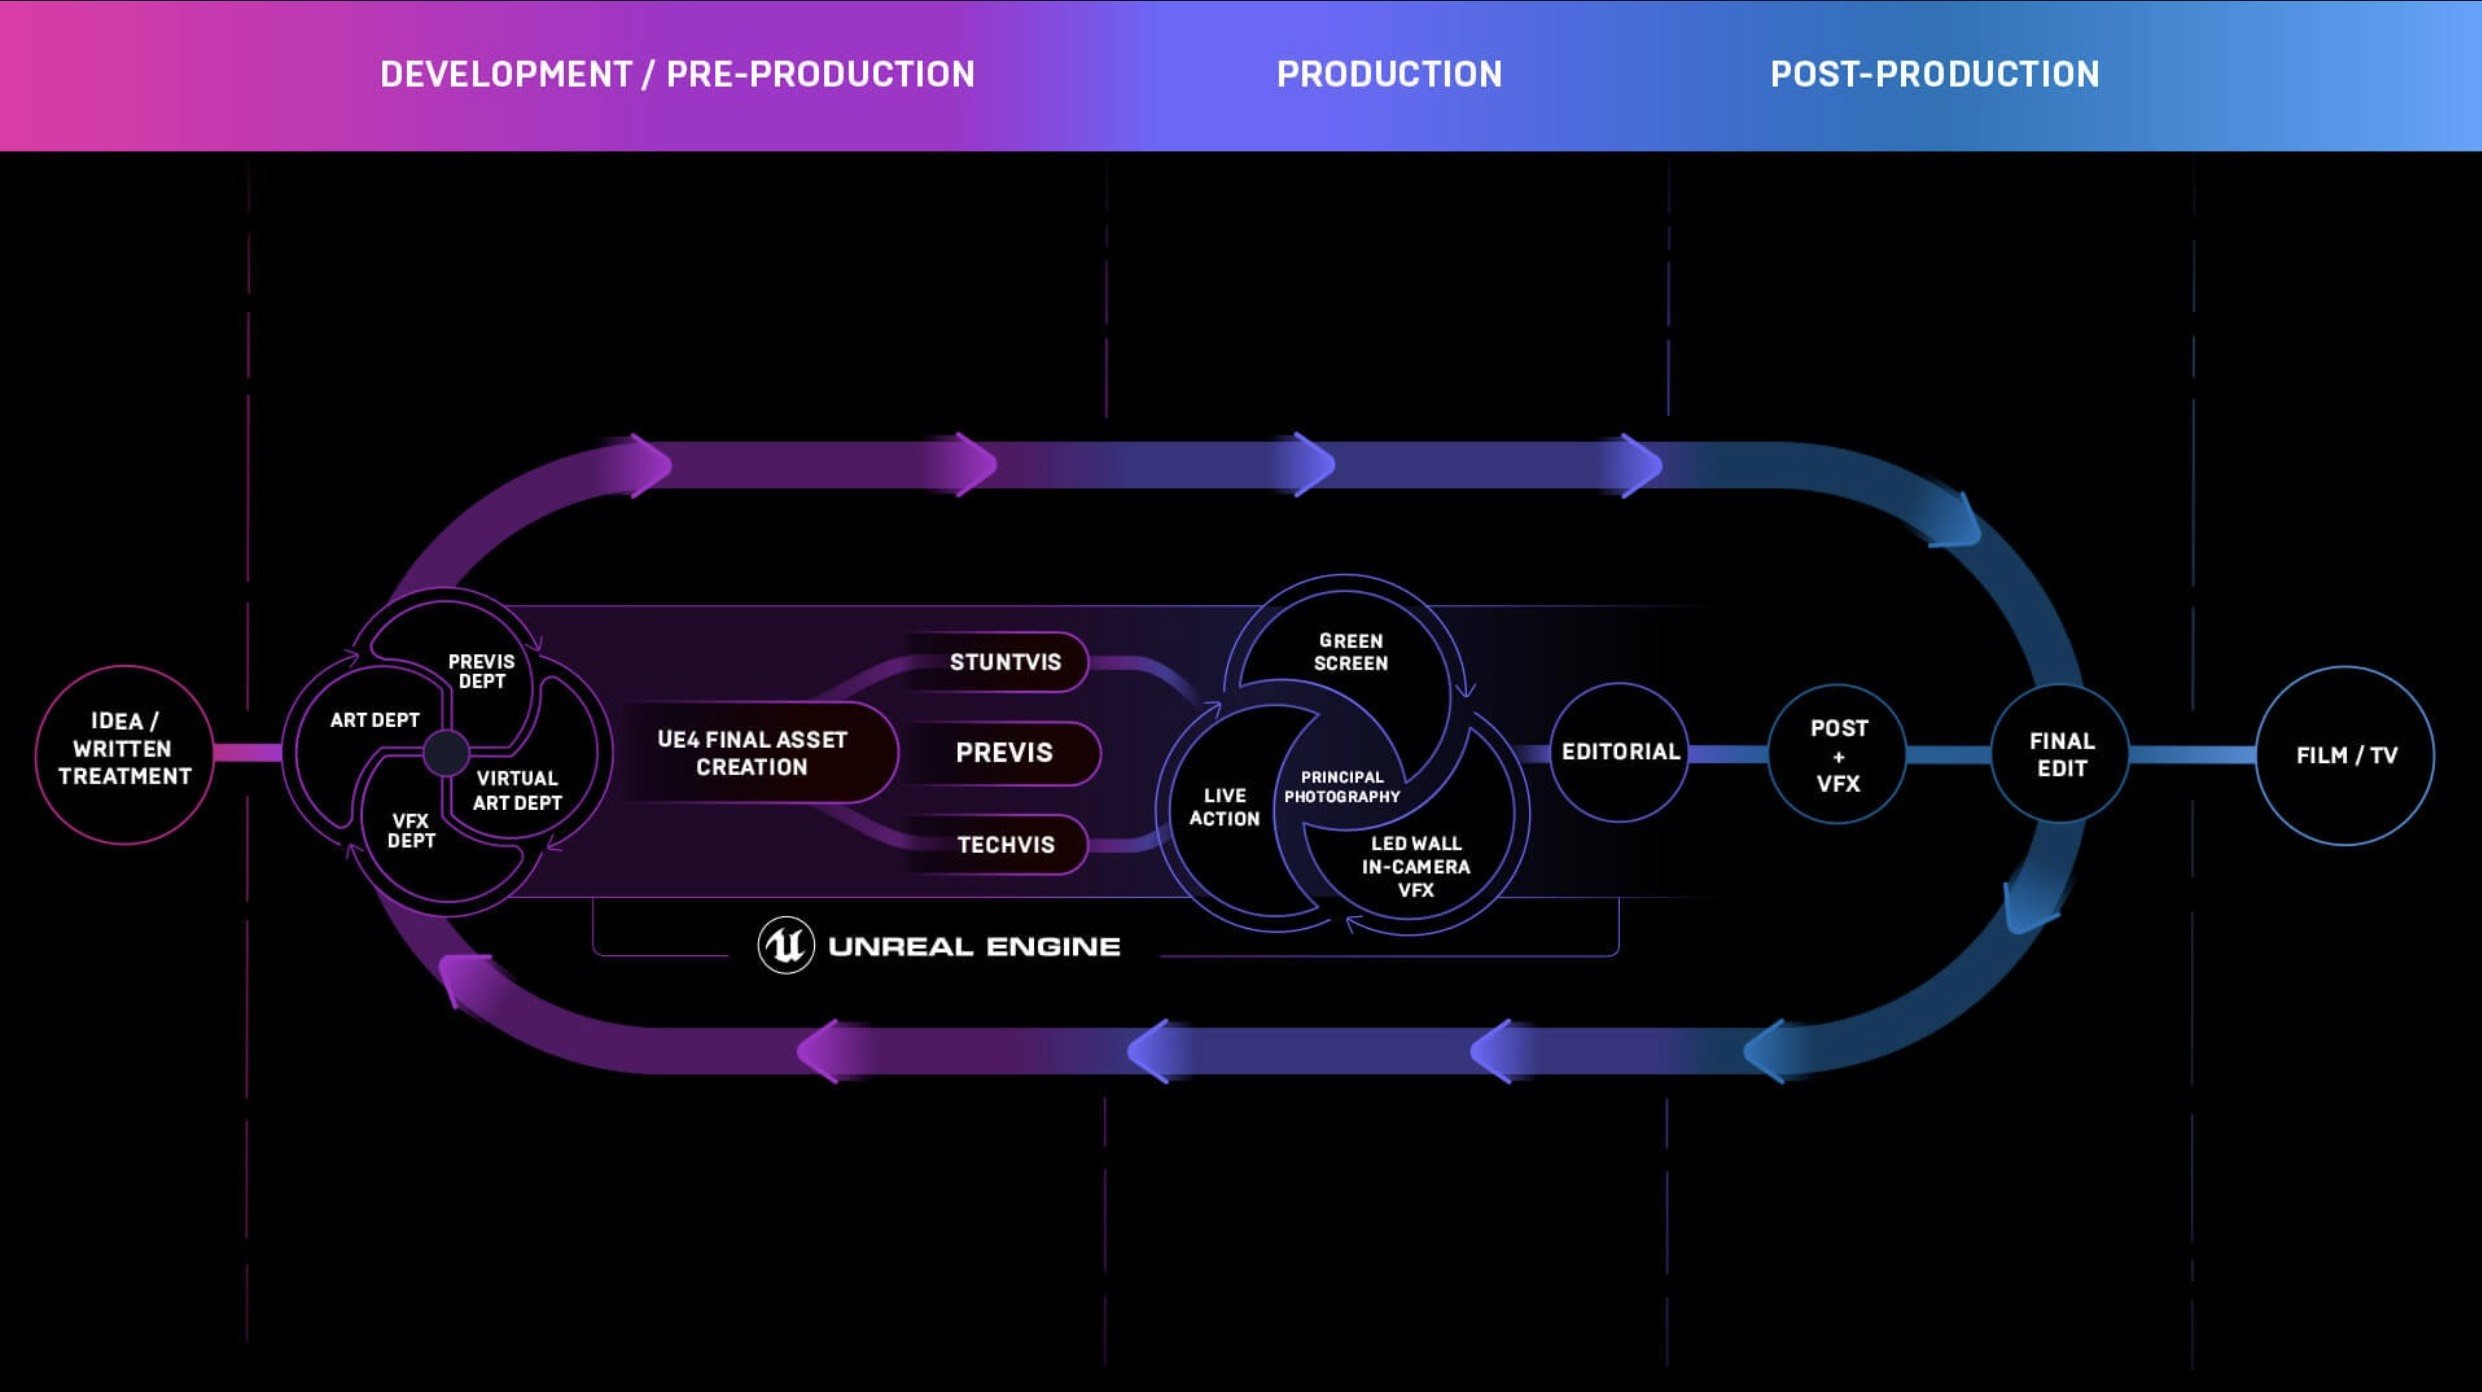 DEVELOPMENT / PRE-PRODUCTION
PRODUCTION
POST-PRODUCTION
IDEA /
WRITTEN
TREATMENT
PREVIS
DEPT
ART DEPT
VIRTUAL
ART DEPT
VFX
DEPT
UE4 FINAL ASSET
CREATION
STUNTVIS
PREVIS
TECHVIS
GREEN
SCREEN
LIVE
ACTION
PRINCIPAL
PHOTOGRAPHY
LED WALL
IN-CAMERA
VFX
EDITORIAL
POST
+
VFX
FINAL
EDIT
FILM / TV
UNREAL ENGINE